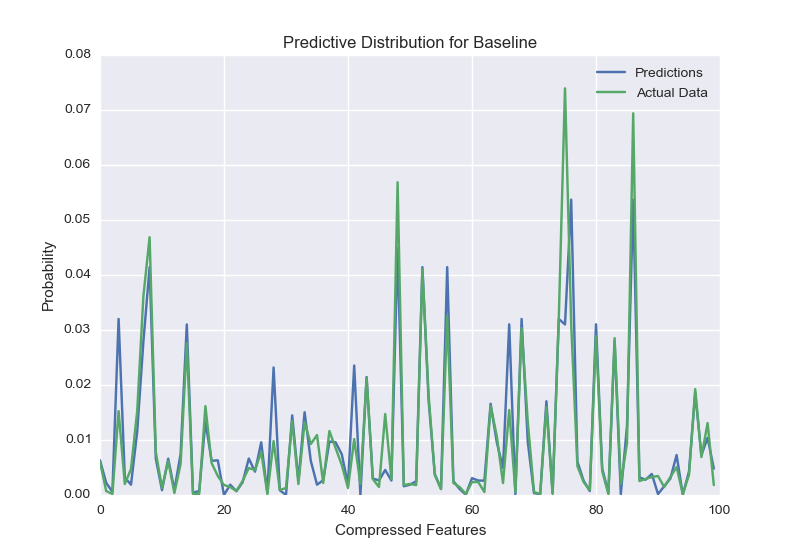 Predictive Distribution for Baseline
0.08
0.07
0.06
0.05
0.04
0.03
0.02
0.01
0.00
Probability
Predictions
Actual Data
0 20 40 60 80 100
Compressed Features